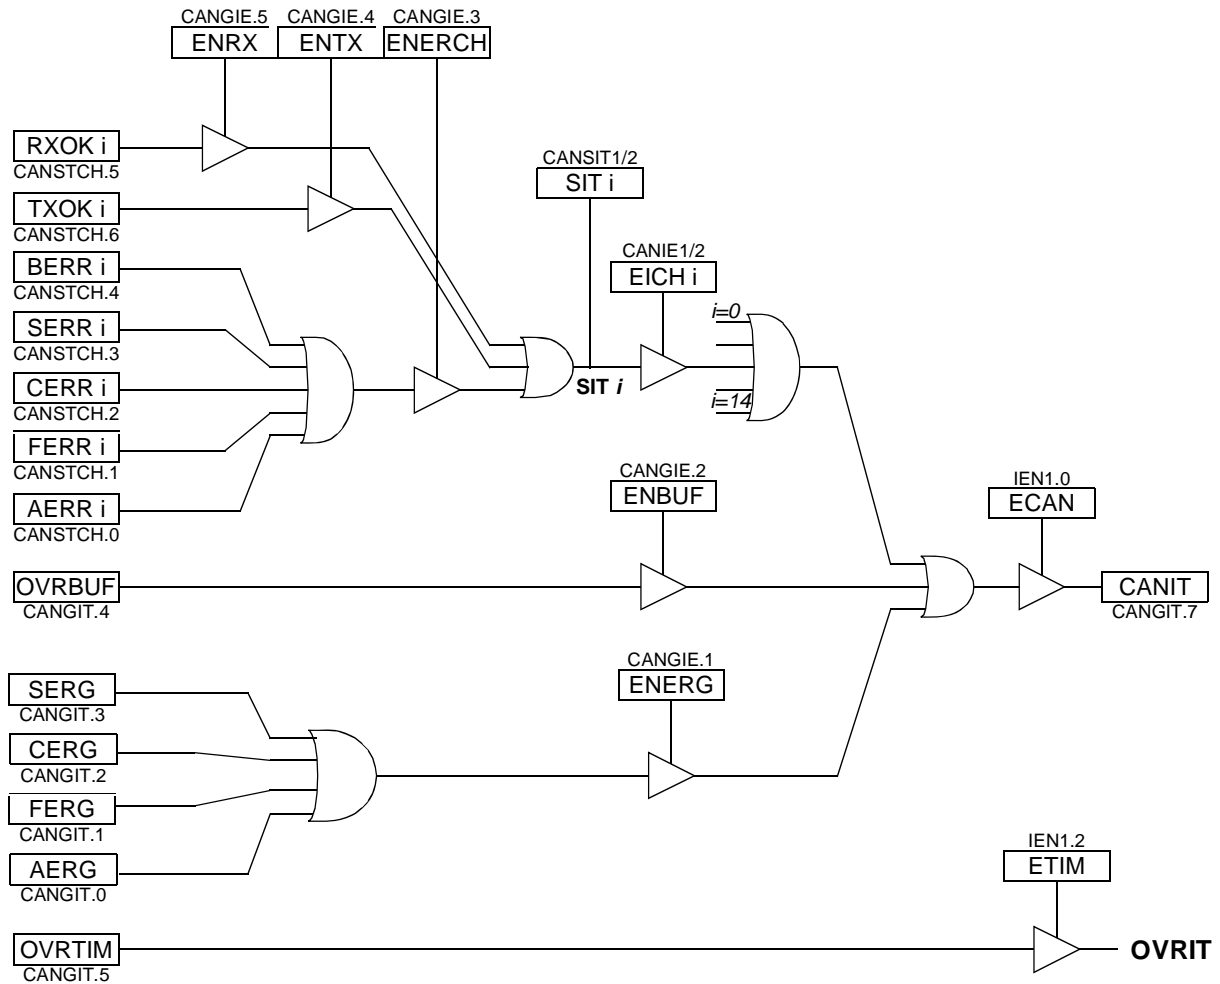 CANGIE.5 CANGIE.4 CANGIE.3
ENRX ENTX ENERCH
RXOK i
CANSTCH.5
CANSIT1/2
SIT i
TXOK i
CANSTCH.6
CANIE1/2
EICH i
BERR i
CANSTCH.4
i=0
SERR i
CANSTCH.3
SIT i
CERR i
CANSTCH.2
i=14
FERR i
CANSTCH.1
CANGIE.2
ENBUF
IEN1.0
ECAN
AERR i
CANSTCH.0
OVRBUF
CANGIT.4
CANIT
CANGIT.7
CANGIE.1
ENERG
SERG
CANGIT.3
CERG
CANGIT.2
FERG
CANGIT.1
IEN1.2
ETIM
AERG
CANGIT.0
OVRTIM
CANGIT.5
OVRIT